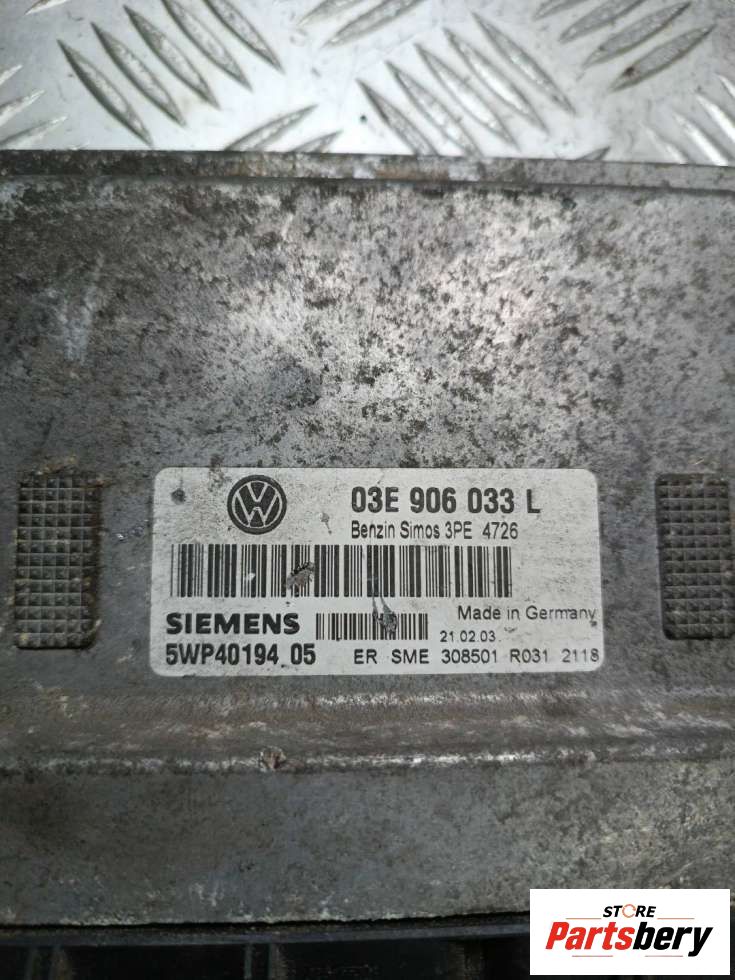 03E 906 033 L
Benzin Simos 3PE 4726
SIEMENS
Made in Germany
21.02.03.
5WP40194 05
ER SME 308501 R031 2118
STORE
Partsbery